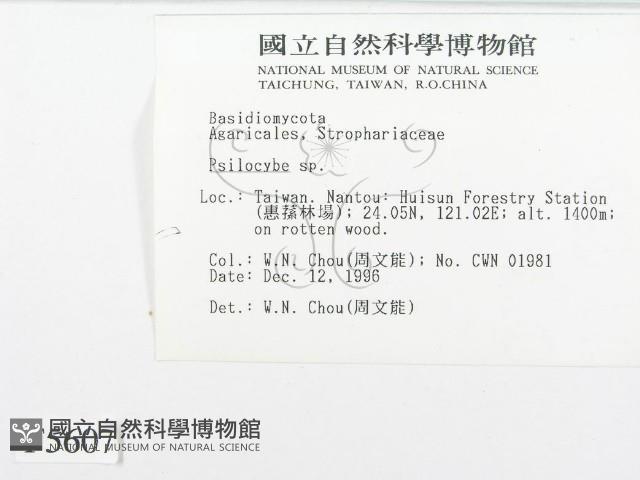 國立自然科學博物館
NATIONAL MUSEUM OF NATURAL SCIENCE
TAICHUNG, TAIWAN, R.O.CHINA
Basidiomycota
Agaricales, Strophariaceae
Psilocybe sp.
Loc.: Taiwan. Nantou: Huisun Forestry Station
(惠蓀林場); 24.05N, 121.02E; alt. 1400m;
on rotten wood.
Col.: W.N. Chou(周文能); No. CWN 01981
Date: Dec. 12, 1996
Det.: W.N. Chou(周文能)
國立自然科學博物館
NATIONAL MUSEUM OF NATURAL SCIENCE